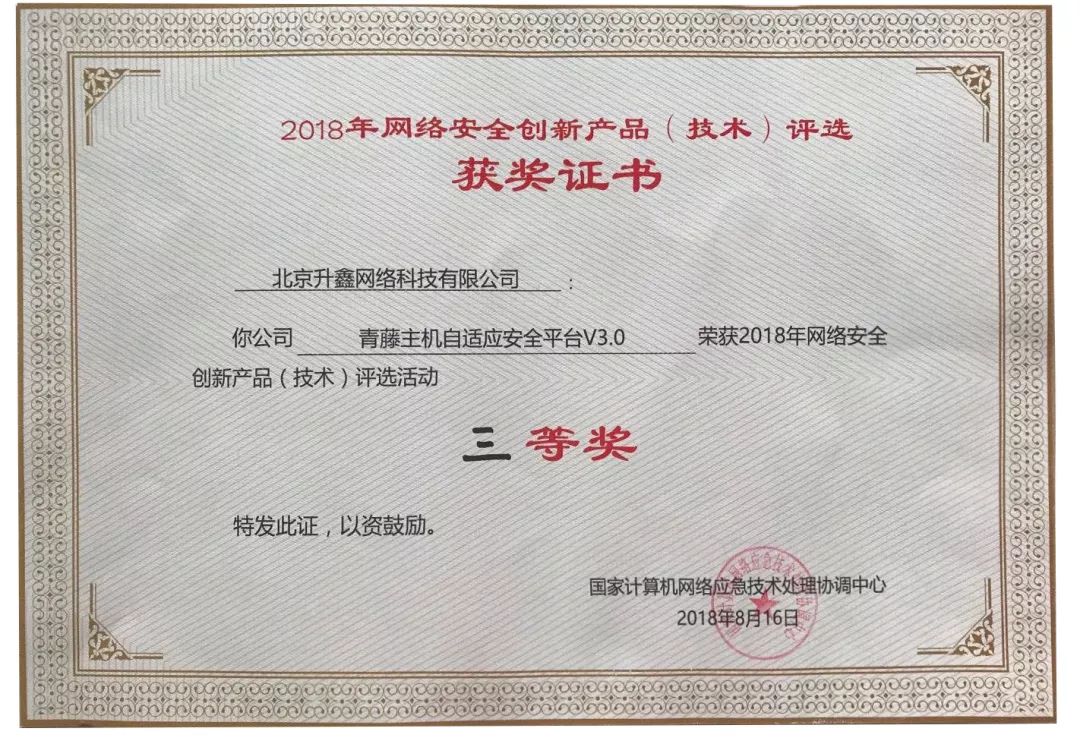 2018年网络安全创新产品（技术）评选
获奖证书
北京升鑫网络科技有限公司：
你公司 青藤主机自适应安全平台V3.0 荣获2018年网络安全
创新产品（技术）评选活动
三等奖
特发此证，以资鼓励。
国家计算机网络应急技术处理协调中心
2018年8月16日